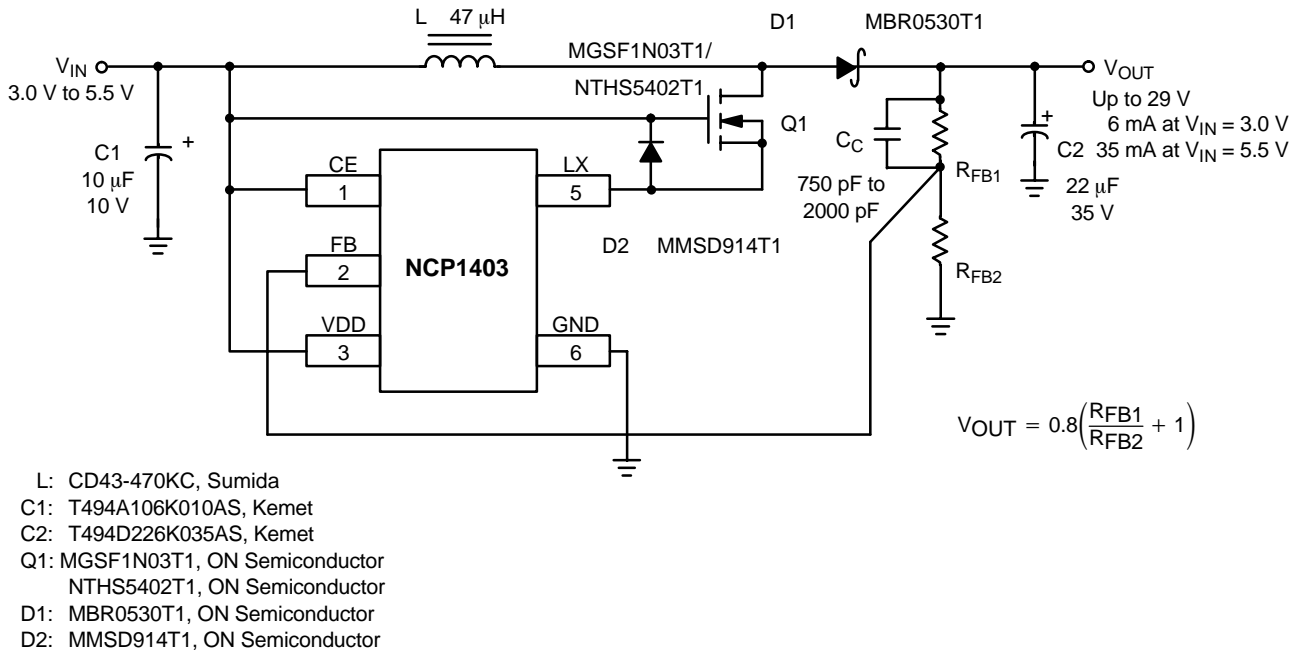 L 47 μH
D1 MBR0530T1
MGSF1N03T1/
NTHS5402T1
Q1
VIN
3.0 V to 5.5 V
VOUT
Up to 29 V
6 mA at VIN = 3.0 V
35 mA at VIN = 5.5 V
C1
10 μF
10 V
+
CE
1
LX
5
CC
750 pF to
2000 pF
RFB1
+
C2
22 μF
35 V
FB
2
NCP1403
D2 MMSD914T1
RFB2
VDD
3
GND
6
VOUT = 0.8(RFB1/RFB2 + 1)
L: CD43-470KC, Sumida
C1: T494A106K010AS, Kemet
C2: T494D226K035AS, Kemet
Q1: MGSF1N03T1, ON Semiconductor
NTHS5402T1, ON Semiconductor
D1: MBR0530T1, ON Semiconductor
D2: MMSD914T1, ON Semiconductor